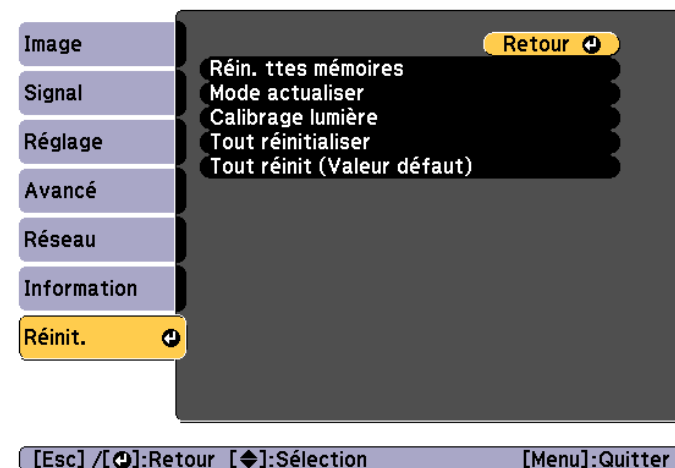 Image
Signal
Réglage
Avancé
Réseau
Information
Réinit.
Retour
Réin. ttes mémoires
Mode actualiser
Calibrage lumière
Tout réinitialiser
Tout réinit (Valeur défaut)
[Esc] /[⏎]:Retour [◆]:Sélection [Menu]:Quitter